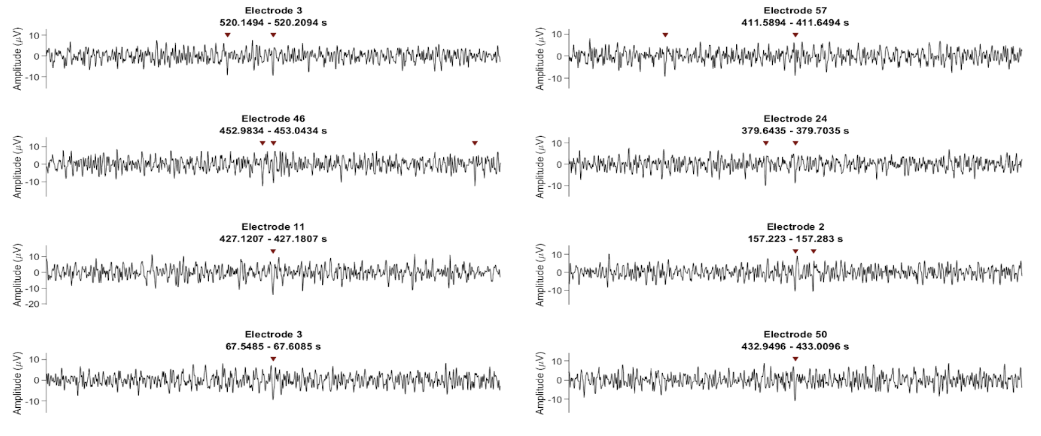 Electrode 3
520.1494 - 520.2094 s
Amplitude (μV)
10
0
-10
Electrode 57
411.5894 - 411.6494 s
Amplitude (μV)
10
0
-10
Electrode 46
452.9834 - 453.0434 s
Amplitude (μV)
10
0
-10
Electrode 24
379.6435 - 379.7035 s
Amplitude (μV)
10
0
-10
Electrode 11
427.1207 - 427.1807 s
Amplitude (μV)
10
0
-10
-20
Electrode 2
157.223 - 157.283 s
Amplitude (μV)
10
0
-10
Electrode 3
67.5485 - 67.6085 s
Amplitude (μV)
10
0
-10
Electrode 50
432.9496 - 433.0096 s
Amplitude (μV)
10
0
-10